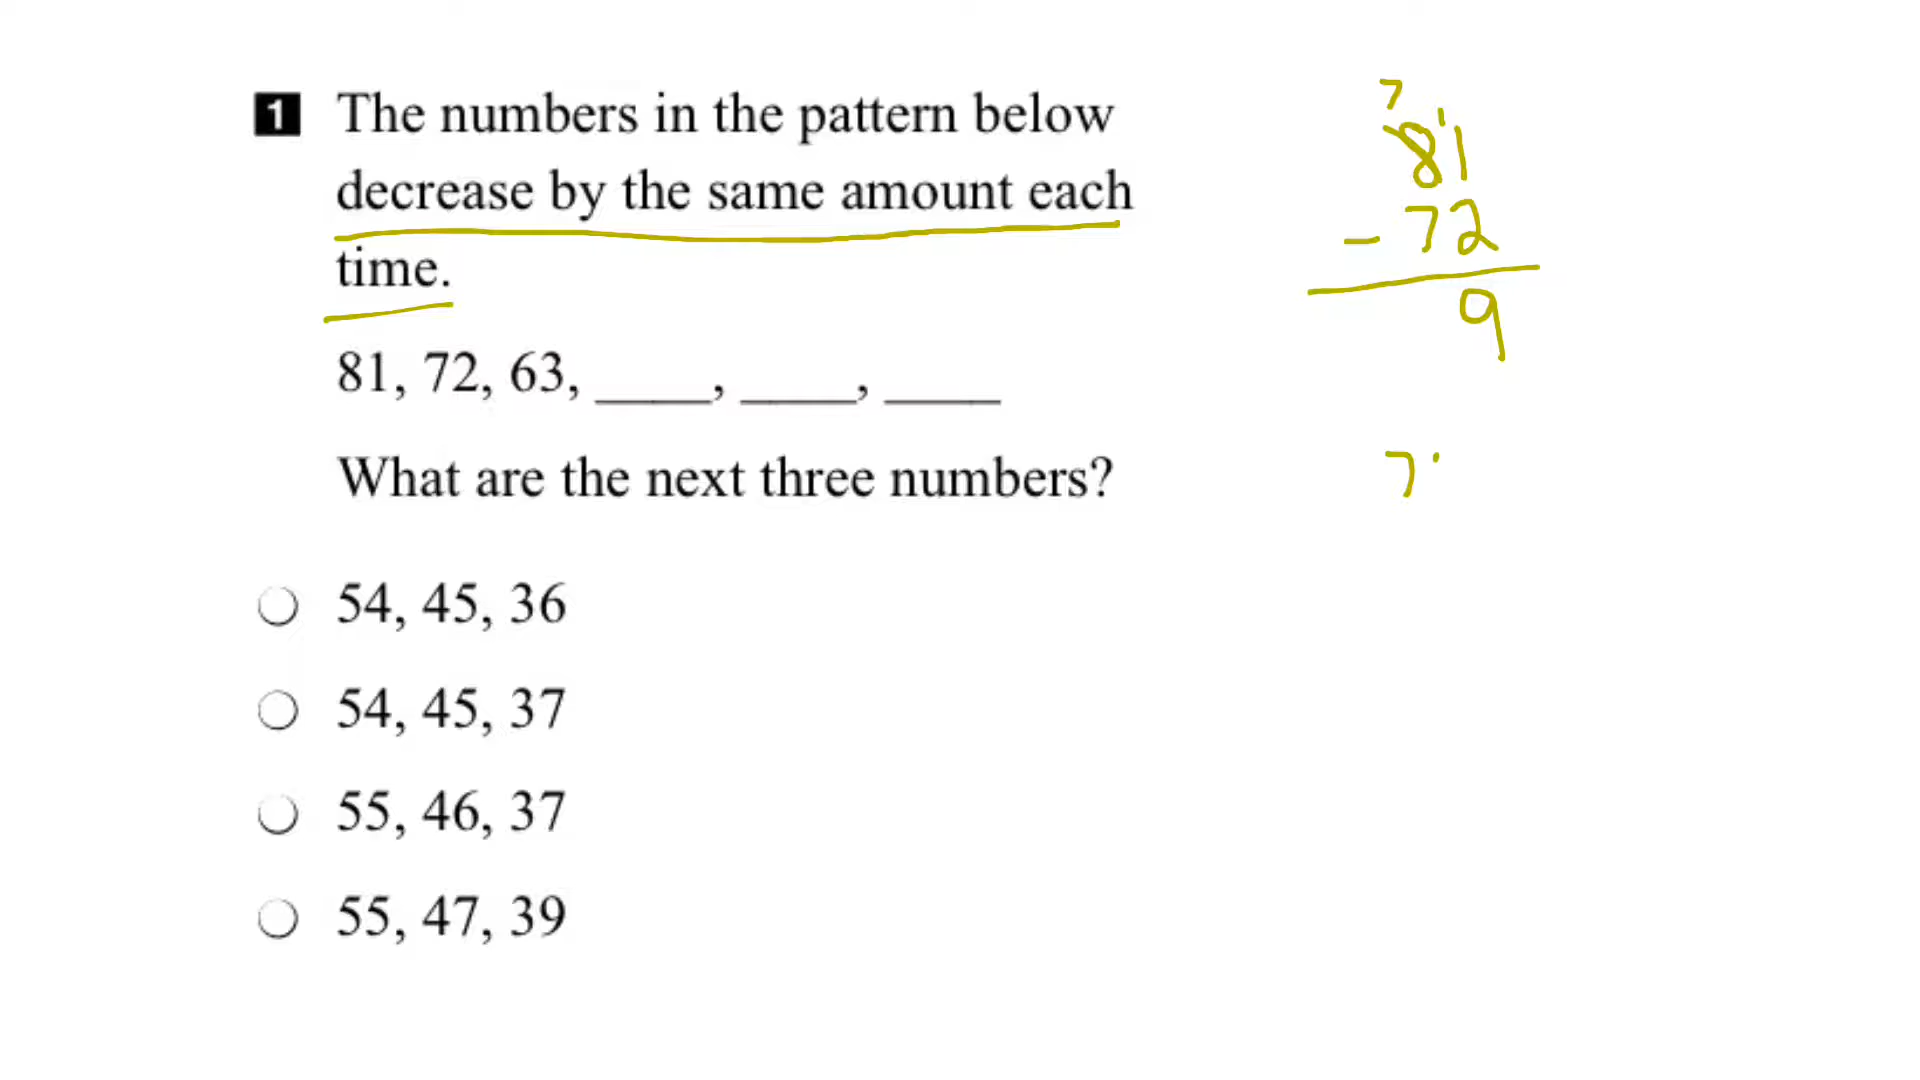 1 The numbers in the pattern below
decrease by the same amount each
time.
81, 72, 63, ____, ____, ____
What are the next three numbers?
54, 45, 36
54, 45, 37
55, 46, 37
55, 47, 39
7 1
81
- 72
9
7